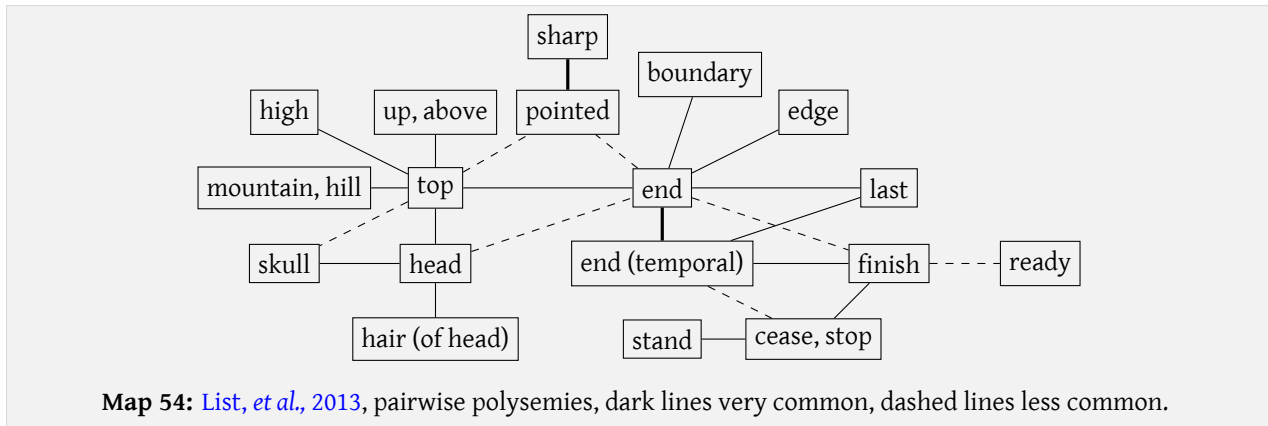 sharp
boundary
high
up, above
pointed
edge
mountain, hill
top
end
last
skull
head
end (temporal)
finish
ready
hair (of head)
stand
cease, stop
Map 54: List, et al., 2013, pairwise polysemies, dark lines very common, dashed lines less common.